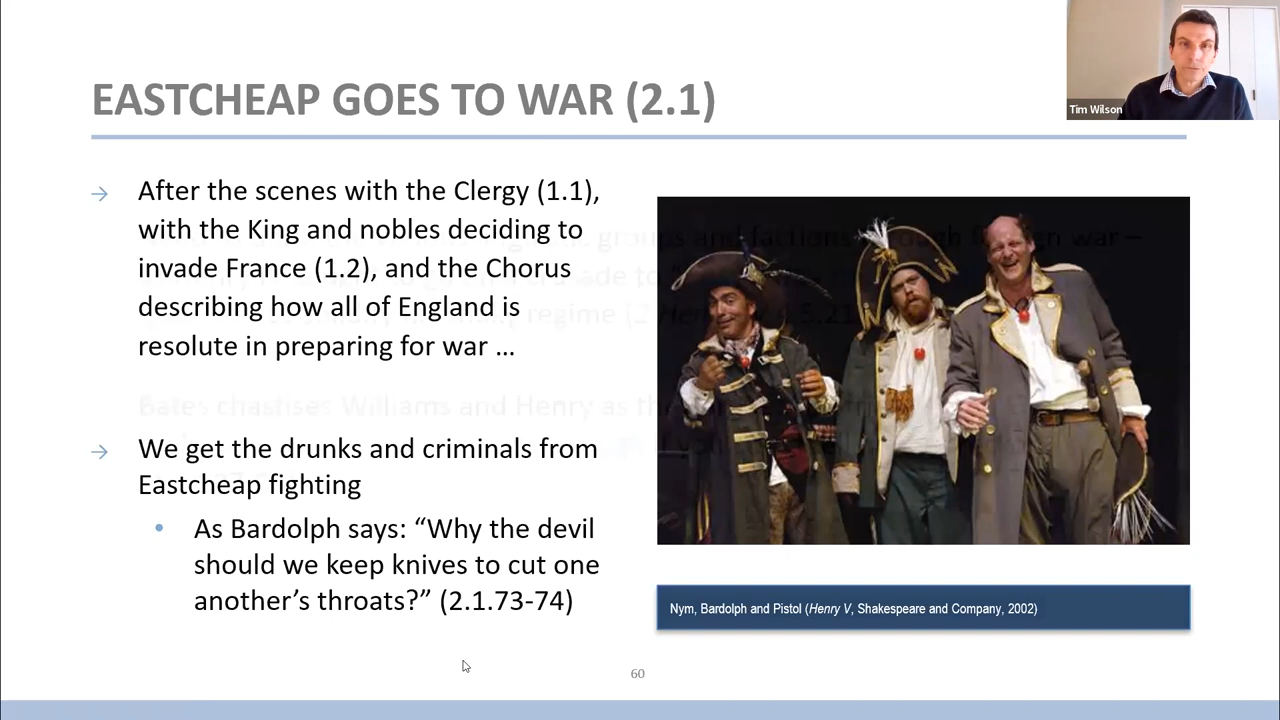 Tim Wilson
EASTCHEAP GOES TO WAR (2.1)
→ After the scenes with the Clergy (1.1),
with the King and nobles deciding to
invade France (1.2), and the Chorus
describing how all of England is
resolute in preparing for war ...
→ We get the drunks and criminals from
Eastcheap fighting
• As Bardolph says: “Why the devil
should we keep knives to cut one
another’s throats?” (2.1.73-74)
Nym, Bardolph and Pistol (Henry V, Shakespeare and Company, 2002)
60